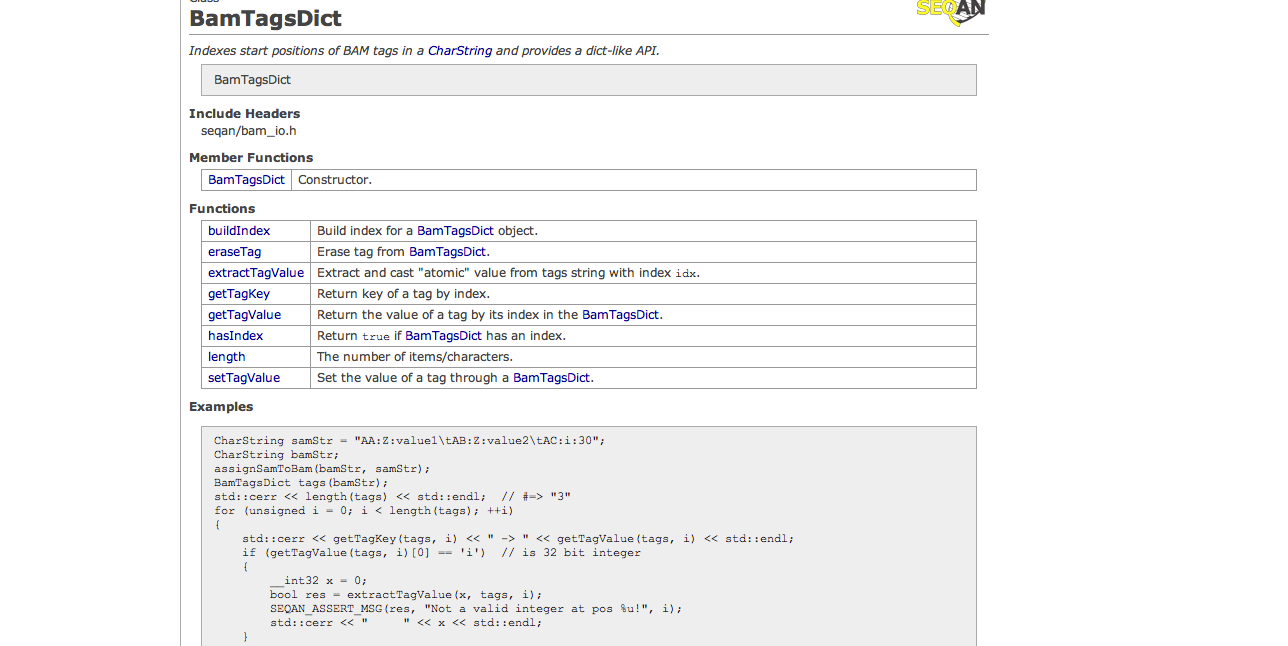 Class
BamTagsDict
SEQAN
Indexes start positions of BAM tags in a CharString and provides a dict-like API.
BamTagsDict
Include Headers
seqan/bam_io.h
Member Functions
BamTagsDict Constructor.
Functions
buildIndex Build index for a BamTagsDict object.
eraseTag Erase tag from BamTagsDict.
extractTagValue Extract and cast "atomic" value from tags string with index idx.
getTagKey Return key of a tag by index.
getTagValue Return the value of a tag by its index in the BamTagsDict.
hasIndex Return true if BamTagsDict has an index.
length The number of items/characters.
setTagValue Set the value of a tag through a BamTagsDict.
Examples
CharString samStr = "AA:Z:value1\tAB:Z:value2\tAC:i:30";
CharString bamStr;
assignSamToBam(bamStr, samStr);
BamTagsDict tags(bamStr);
std::cerr << length(tags) << std::endl;  // #=> "3"
for (unsigned i = 0; i < length(tags); ++i)
{
    std::cerr << getTagKey(tags, i) << " -> " << getTagValue(tags, i) << std::endl;
    if (getTagValue(tags, i)[0] == 'i')  // is 32 bit integer
    {
        __int32 x = 0;
        bool res = extractTagValue(x, tags, i);
        SEQAN_ASSERT_MSG(res, "Not a valid integer at pos %u!", i);
        std::cerr << "     " << x << std::endl;
    }